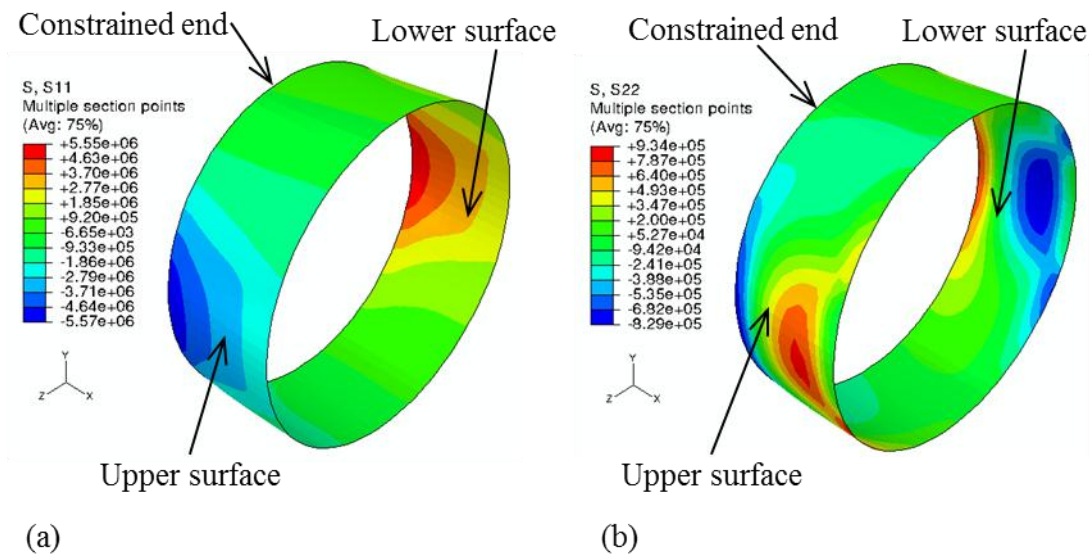 Constrained end
Lower surface
S, S11
Multiple section points
(Avg: 75%)
+5.55e+06
+4.63e+06
+3.70e+06
+2.77e+06
+1.85e+06
+9.20e+05
-6.65e+03
-9.33e+05
-1.86e+06
-2.79e+06
-3.71e+06
-4.64e+06
-5.57e+06
Y
Z
X
Upper surface
(a)
Constrained end
Lower surface
S, S22
Multiple section points
(Avg: 75%)
+9.34e+05
+7.87e+05
+6.40e+05
+4.93e+05
+3.47e+05
+2.00e+05
+5.27e+04
-9.42e+04
-2.41e+05
-3.88e+05
-5.35e+05
-6.82e+05
-8.29e+05
Y
Z
X
Upper surface
(b)